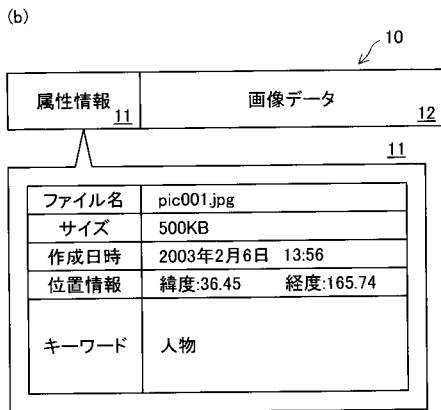 (b)
10
属性情報 11 画像データ 12
11
ファイル名 pic001.jpg
サイズ 500KB
作成日時 2003年2月6日 13:56
位置情報 緯度:36.45 経度:165.74
キーワード 人物